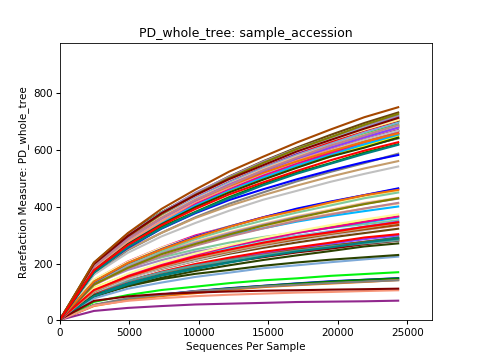 PD_whole_tree: sample_accession
Rarefaction Measure: PD_whole_tree
800
600
400
200
0
0 5000 10000 15000 20000 25000
Sequences Per Sample